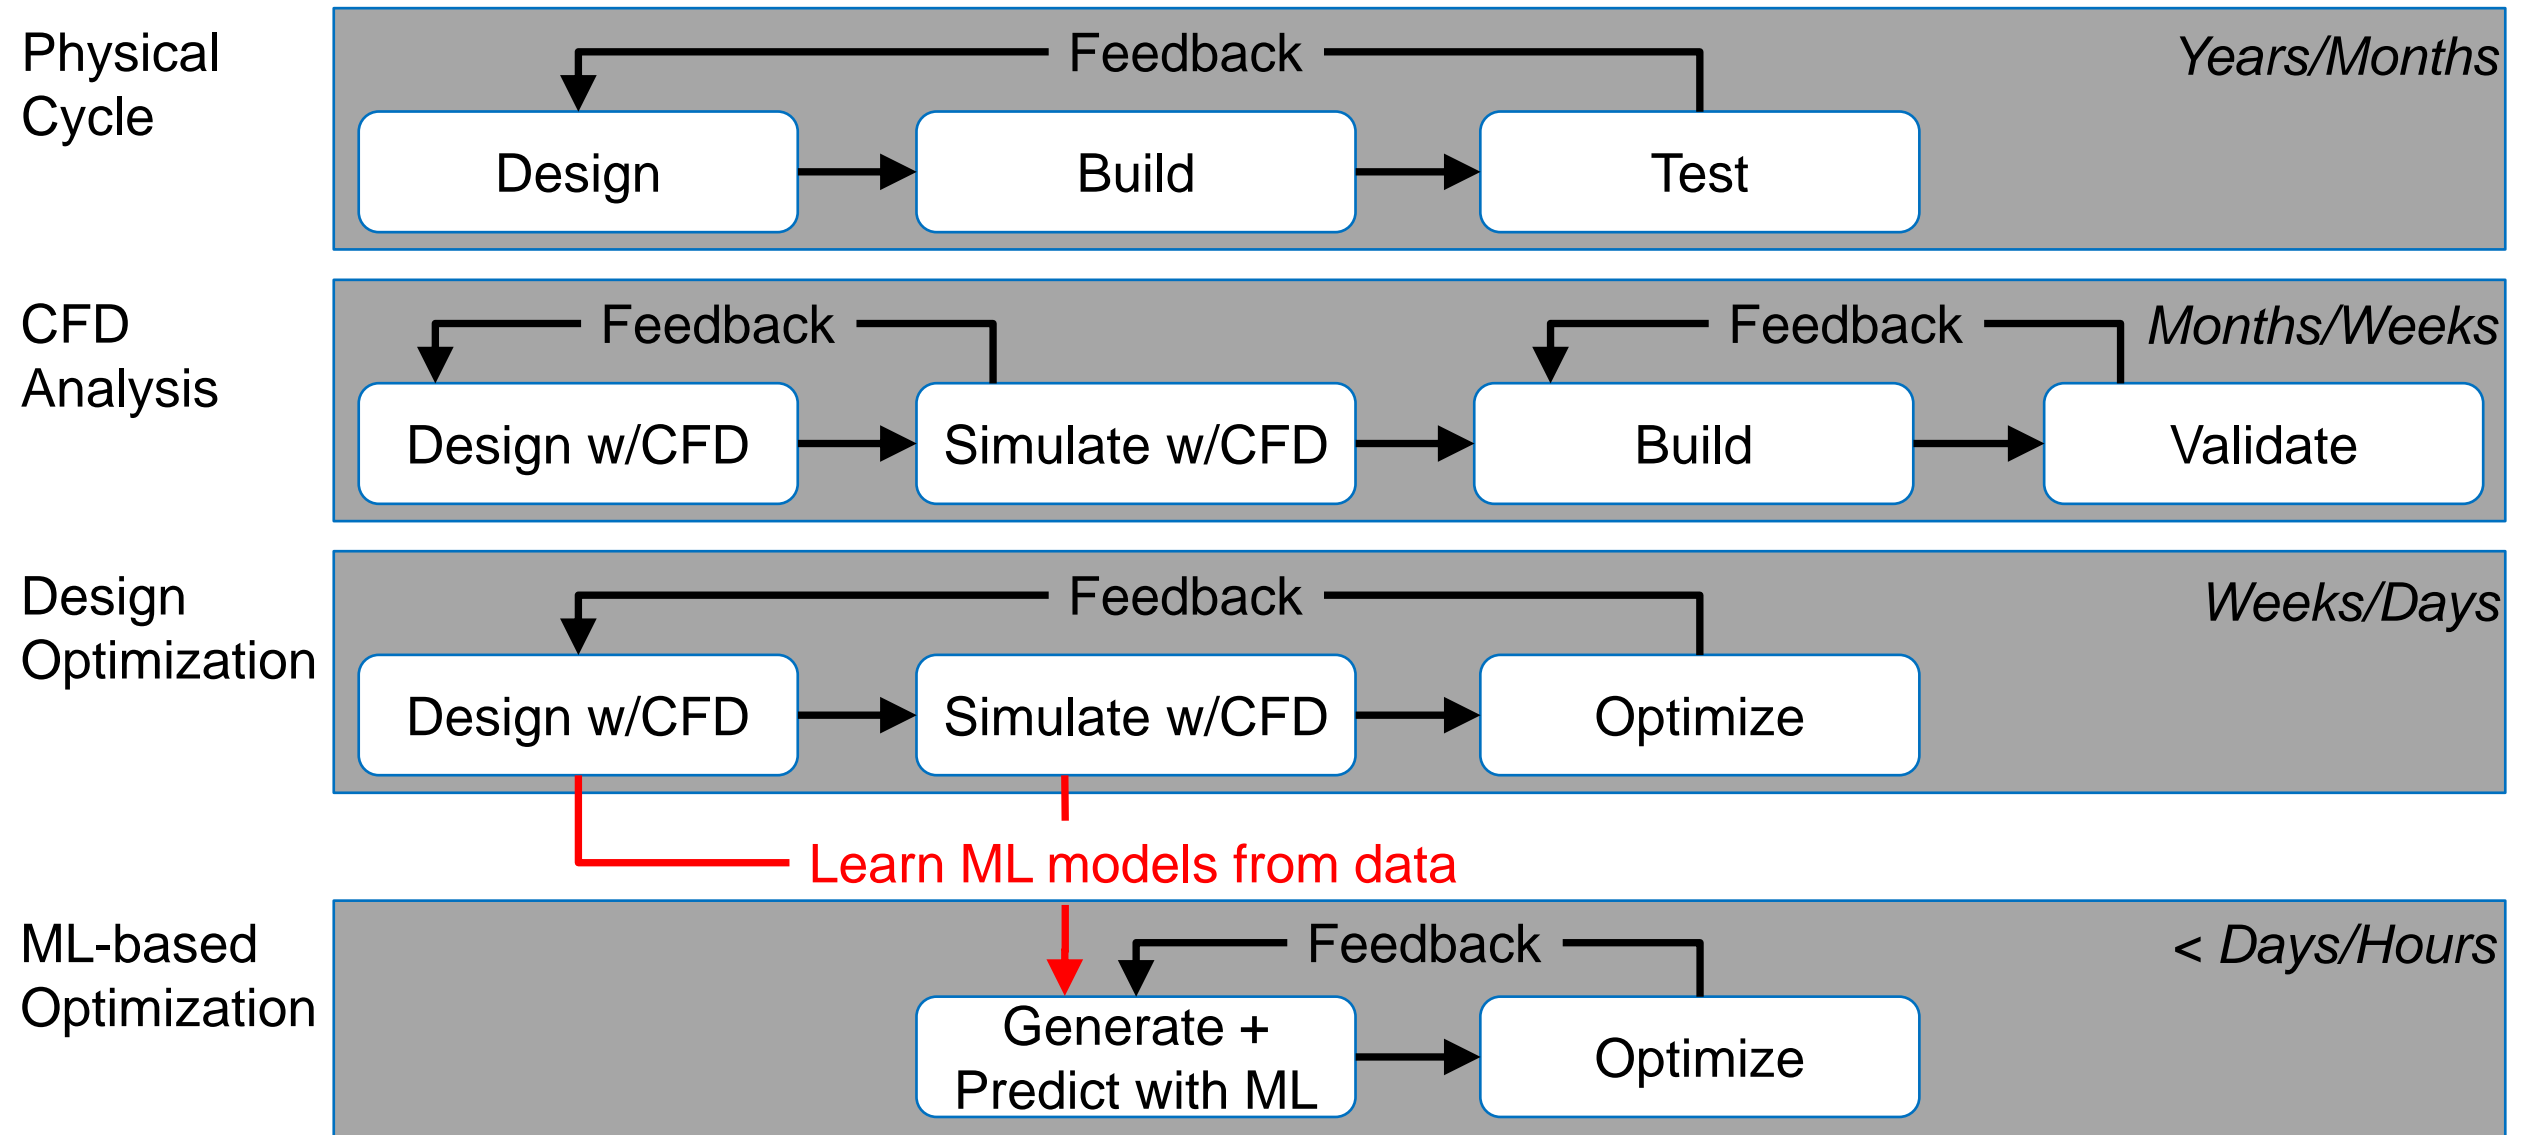 Physical
Cycle
Feedback
Years/Months
Design
Build
Test
CFD
Analysis
Feedback
Feedback
Months/Weeks
Design w/CFD
Simulate w/CFD
Build
Validate
Design
Optimization
Feedback
Weeks/Days
Design w/CFD
Simulate w/CFD
Optimize
Learn ML models from data
ML-based
Optimization
Feedback
< Days/Hours
Generate +
Predict with ML
Optimize